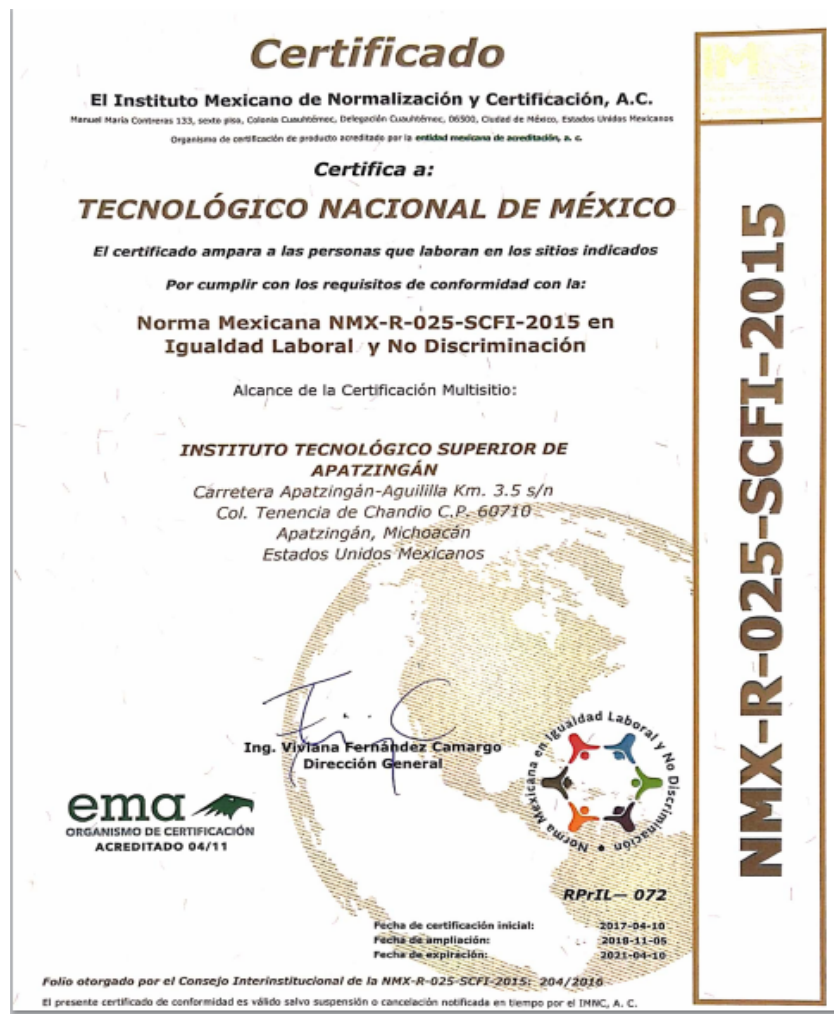 Certificado
El Instituto Mexicano de Normalización y Certificación, A.C.
Manuel María Contreras 133, sexto piso, Colonia Cuauhtémoc, Delegación Cuauhtémoc, 06500, Ciudad de México, Estados Unidos Mexicanos
Organismo de certificación de producto acreditado por la entidad mexicana de acreditación, a. c.
Certifica a:
TECNOLÓGICO NACIONAL DE MÉXICO
El certificado ampara a las personas que laboran en los sitios indicados
Por cumplir con los requisitos de conformidad con la:
Norma Mexicana NMX-R-025-SCFI-2015 en
Igualdad Laboral y No Discriminación
Alcance de la Certificación Multisitio:
INSTITUTO TECNOLÓGICO SUPERIOR DE
APATZINGÁN
Carretera Apatzingán-Aguililla Km. 3.5 s/n
Col. Tenencia de Chandio C.P. 60710
Apatzingán, Michoacán
Estados Unidos Mexicanos
Ing. Viviana Fernández Camargo
Dirección General
ema
ORGANISMO DE CERTIFICACIÓN
ACREDITADO 04/11
Norma Mexicana en Igualdad Laboral y No Discriminación
RPrIL— 072
Fecha de certificación inicial: 2017-04-10
Fecha de ampliación: 2018-11-05
Fecha de expiración: 2021-04-10
Folio otorgado por el Consejo Interinstitucional de la NMX-R-025-SCFI-2015: 204/2016
El presente certificado de conformidad es válido salvo suspensión o cancelación notificada en tiempo por el IMNC, A. C.
NMX-R-025-SCFI-2015